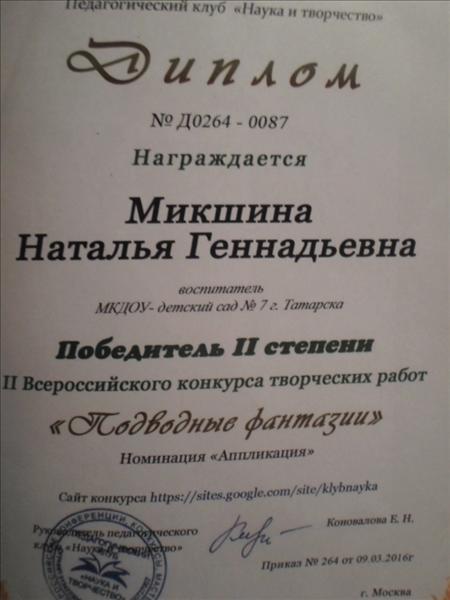 Педагогический клуб «Наука и творчество»
Диплом
№ Д0264 - 0087
Награждается
Микшина
Наталья Геннадьевна
воспитатель
МКДОУ- детский сад № 7 г. Татарска
Победитель II степени
II Всероссийского конкурса творческих работ
«Подводные фантазии»
Номинация «Аппликация»
Сайт конкурса https://sites.google.com/site/klybnayka
Руководитель педагогического
клуба «Наука и творчество»
Коновалова Е. Н.
Приказ № 264 от 09.03.2016г
г. Москва
«НАУКА И
ТВОРЧЕСТВО»